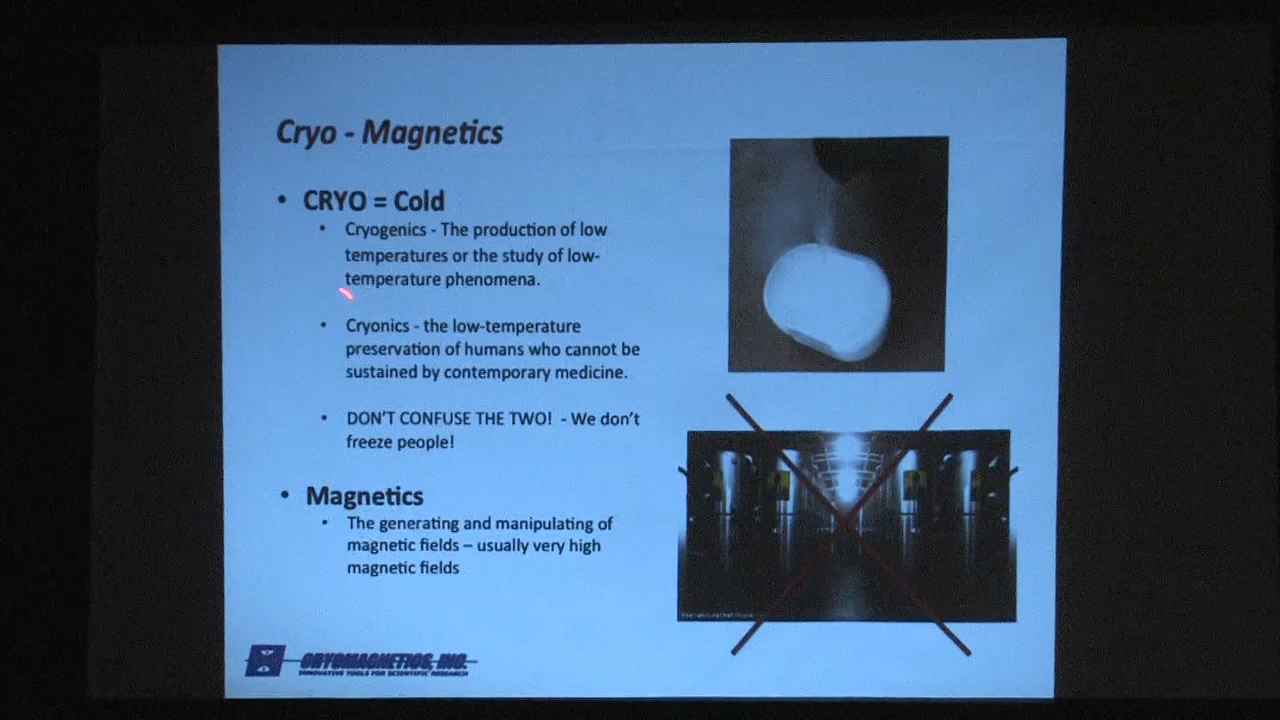 Cryo - Magnetics
• CRYO = Cold
• Cryogenics - The production of low
temperatures or the study of low-
temperature phenomena.
• Cryonics - the low-temperature
preservation of humans who cannot be
sustained by contemporary medicine.
• DON'T CONFUSE THE TWO! - We don't
freeze people!
• Magnetics
• The generating and manipulating of
magnetic fields – usually very high
magnetic fields
CRYOMAGNETICS, INC.
INNOVATIVE TOOLS FOR SCIENTIFIC RESEARCH